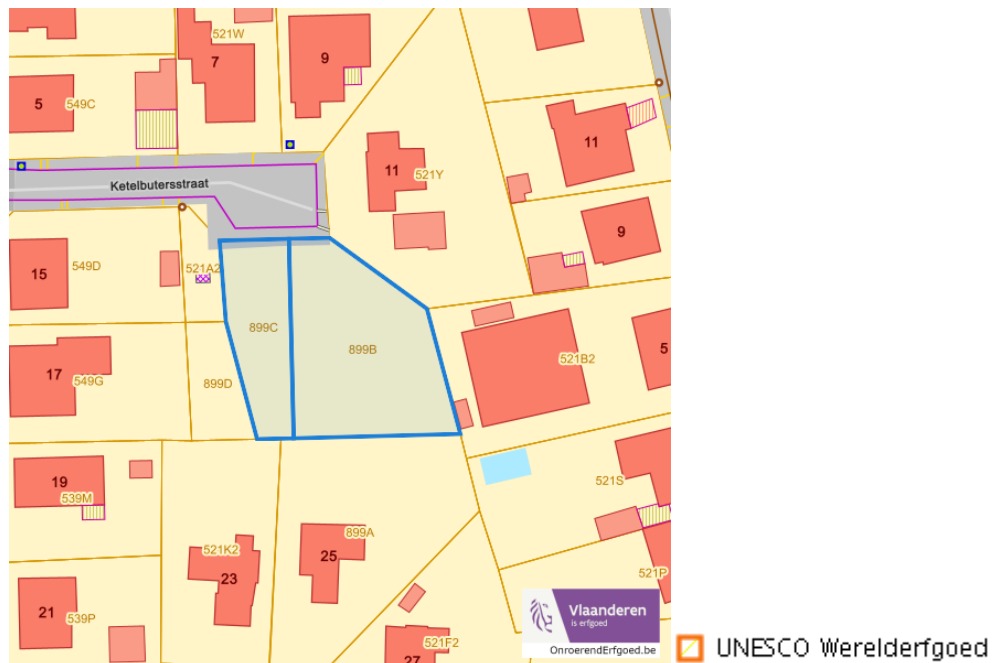 521W
7
9
5
549C
11
11
521Y
Ketelbutersstraat
9
15
549D
521A2
899C
899B
5
521B2
17
549G
899D
19
539M
521S
899A
25
521K2
23
521P
21
539P
521F2
27
Vlaanderen
is erfgoed
OnroerendErfgoed.be
UNESCO Werelderfgoed